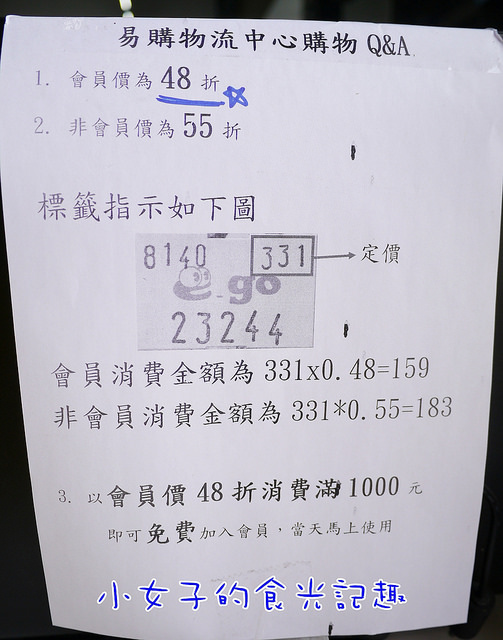 易購物流中心購物 Q&A
1. 會員價為 48 折
2. 非會員價為 55 折
標籤指示如下圖
8140 331 → 定價
e-go
23244
會員消費金額為 331x0.48=159
非會員消費金額為 331*0.55=183
3. 以會員價 48 折消費滿 1000 元
即可免費加入會員，當天馬上使用
小女子的食光記趣